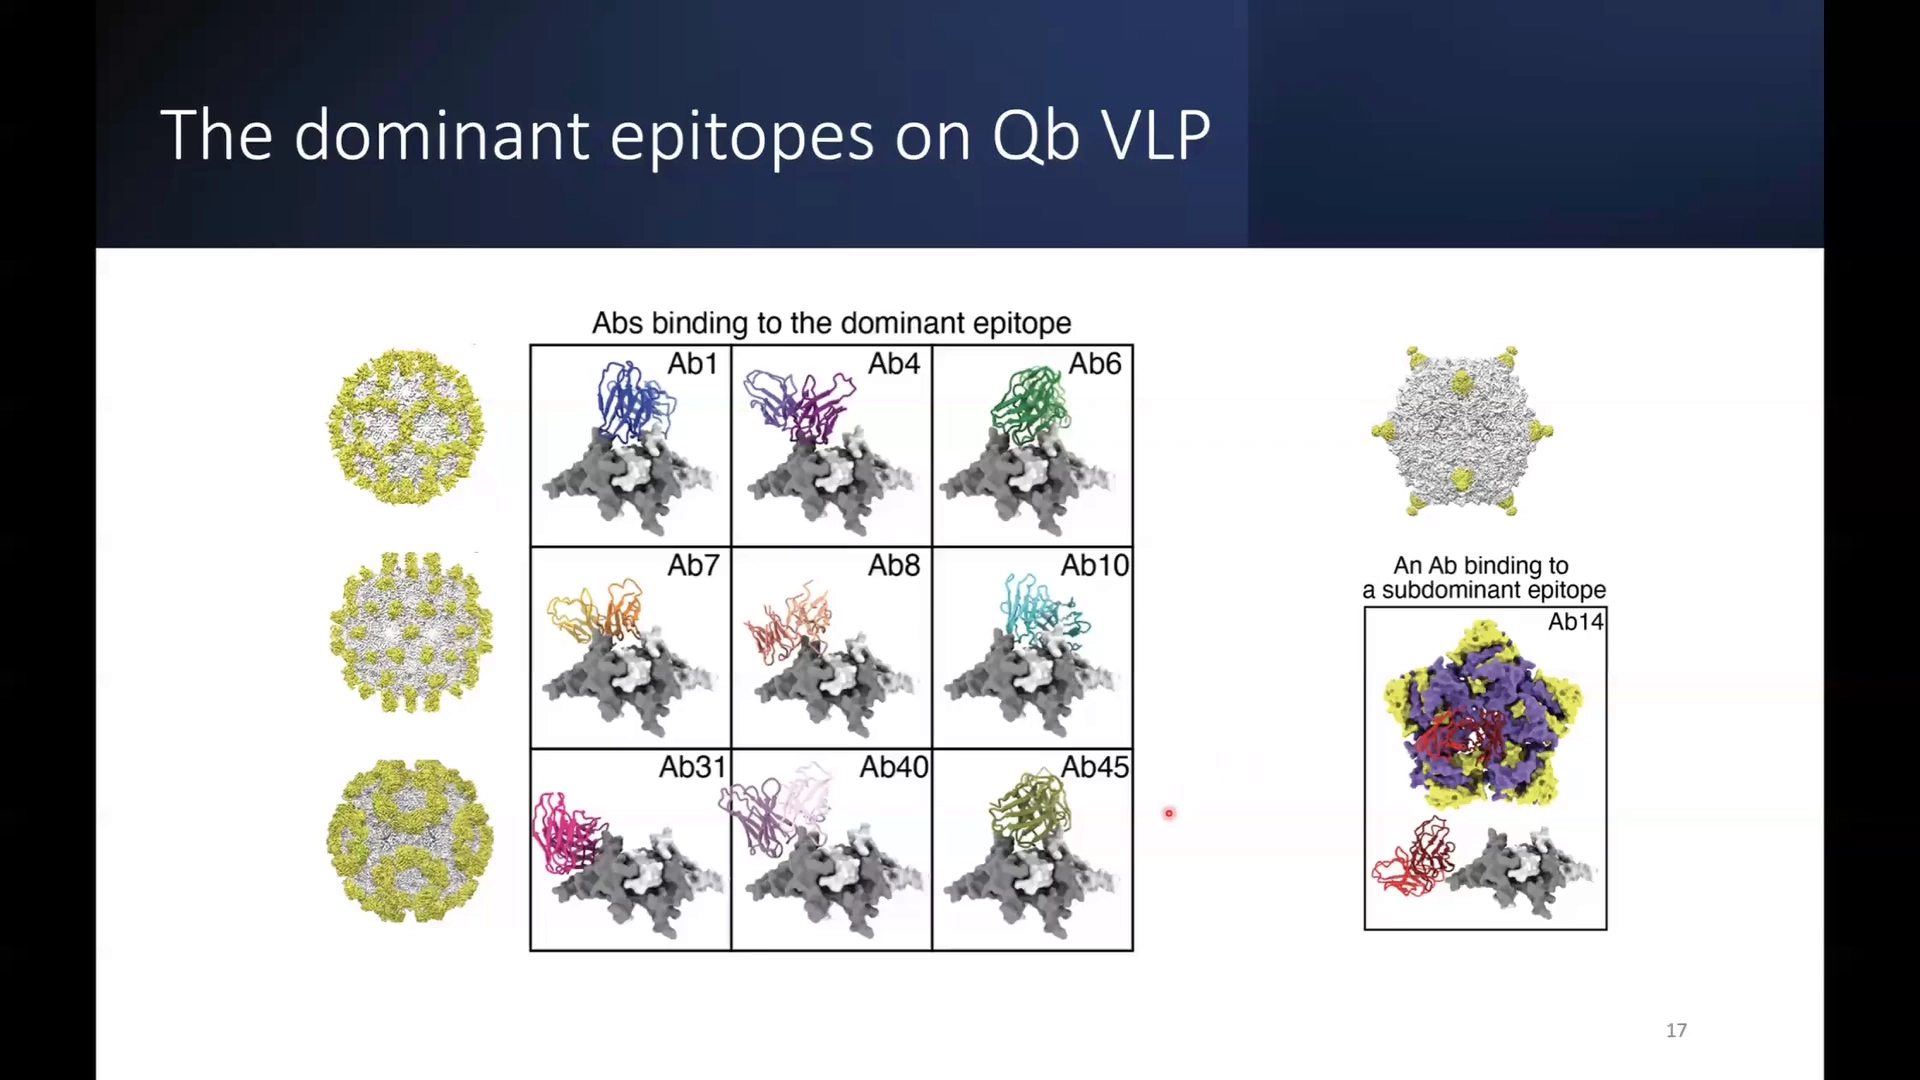 The dominant epitopes on Qb VLP
Abs binding to the dominant epitope
Ab1
Ab4
Ab6
Ab7
Ab8
Ab10
Ab31
Ab40
Ab45
An Ab binding to
a subdominant epitope
Ab14
17